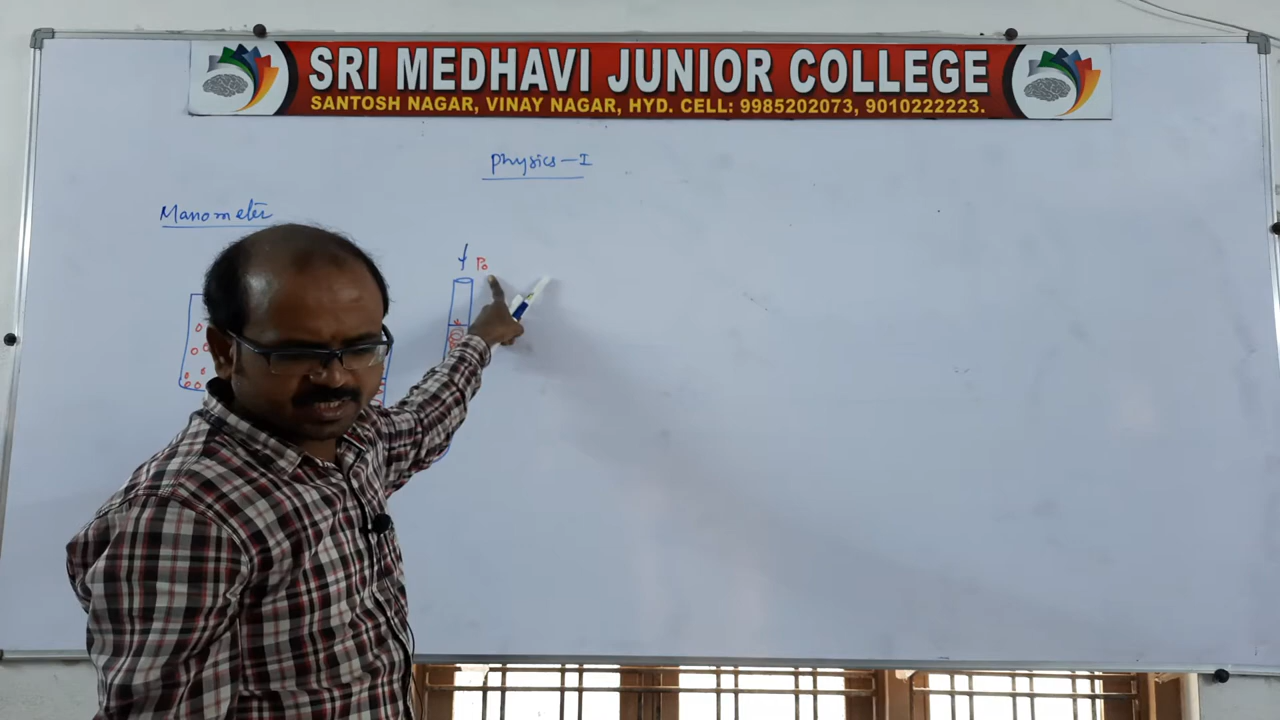 SRI MEDHAVI JUNIOR COLLEGE
SANTOSH NAGAR, VINAY NAGAR, HYD. CELL: 9985202073, 9010222223.
Physics-I
Manometer
P₀